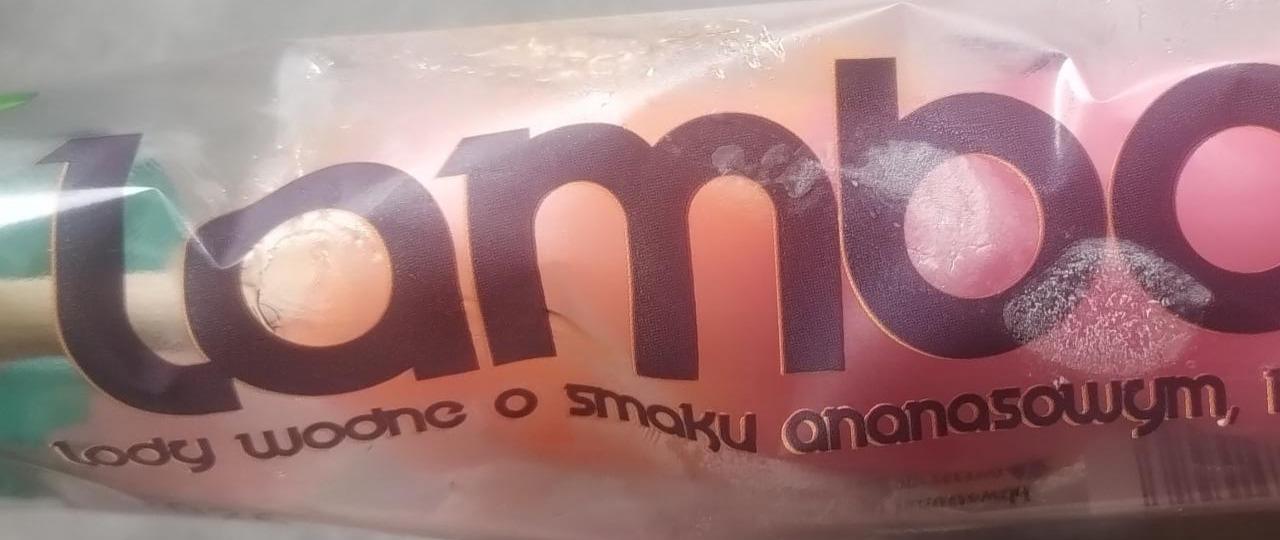 lambo
lody wodne o smaku ananasowym,